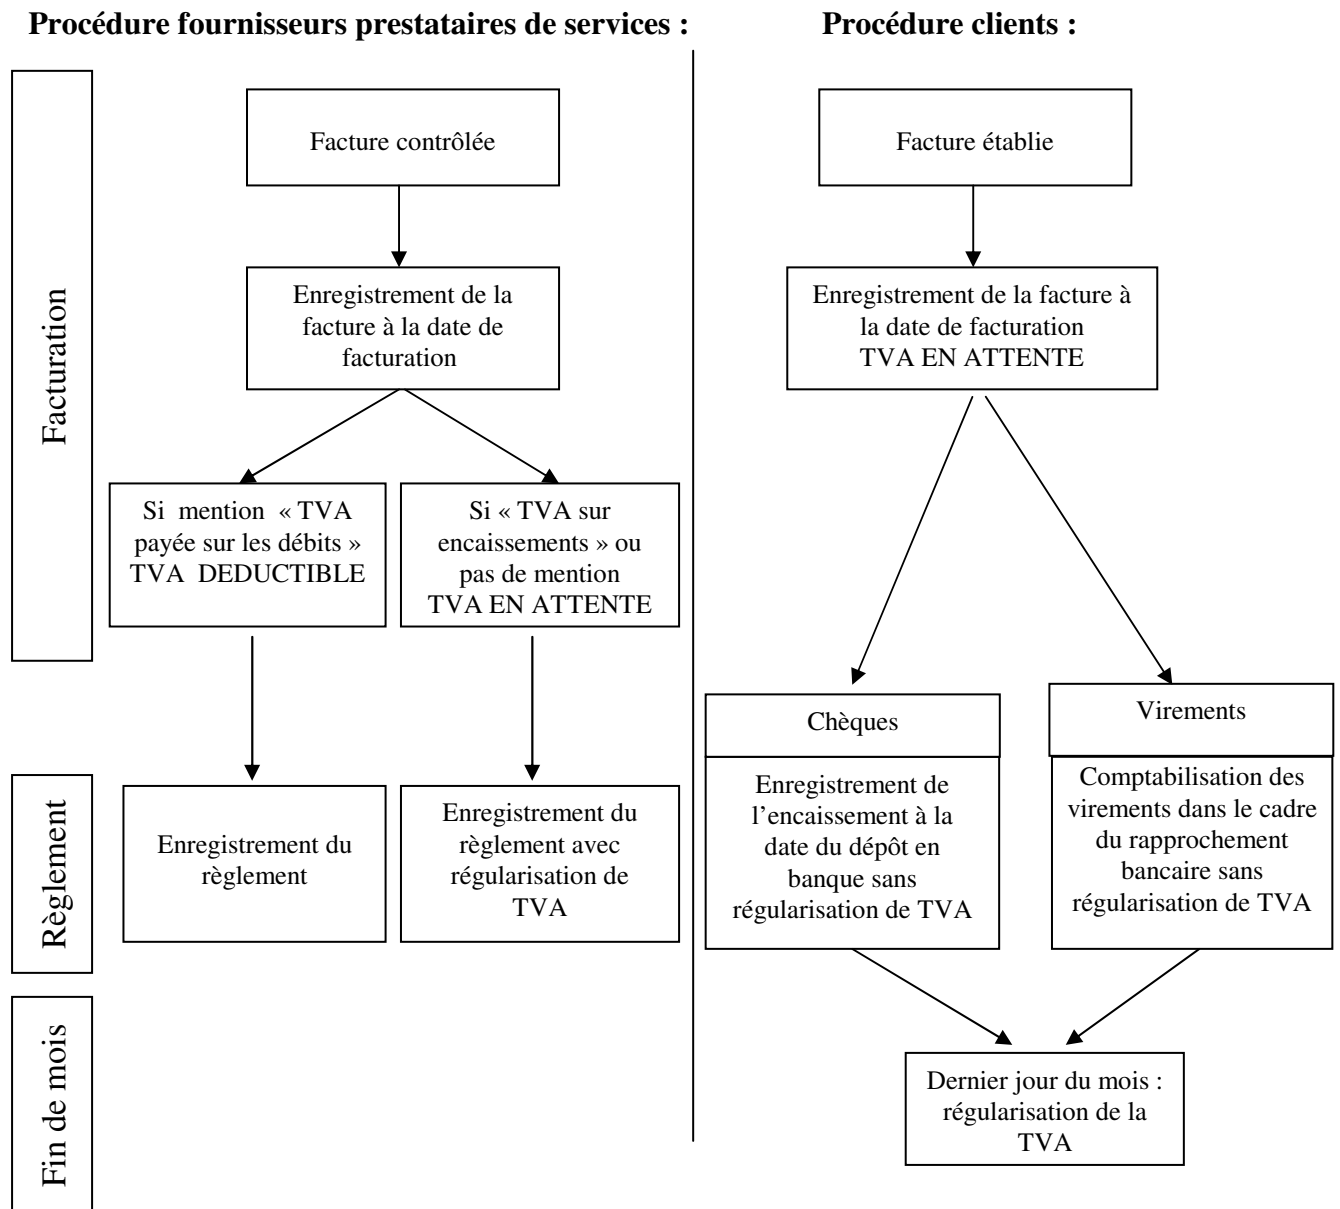 Procédure fournisseurs prestataires de services :
Procédure clients :
Facturation
Facture contrôlée
Enregistrement de la
facture à la date de
facturation
Si mention « TVA
payée sur les débits »
TVA DEDUCTIBLE
Si « TVA sur
encaissements » ou
pas de mention
TVA EN ATTENTE
Facture établie
Enregistrement de la facture à
la date de facturation
TVA EN ATTENTE
Règlement
Enregistrement du
règlement
Enregistrement du
règlement avec
régularisation de
TVA
Chèques
Enregistrement de
l’encaissement à la
date du dépôt en
banque sans
régularisation de TVA
Virements
Comptabilisation des
virements dans le cadre
du rapprochement
bancaire sans
régularisation de TVA
Fin de mois
Dernier jour du mois :
régularisation de la
TVA